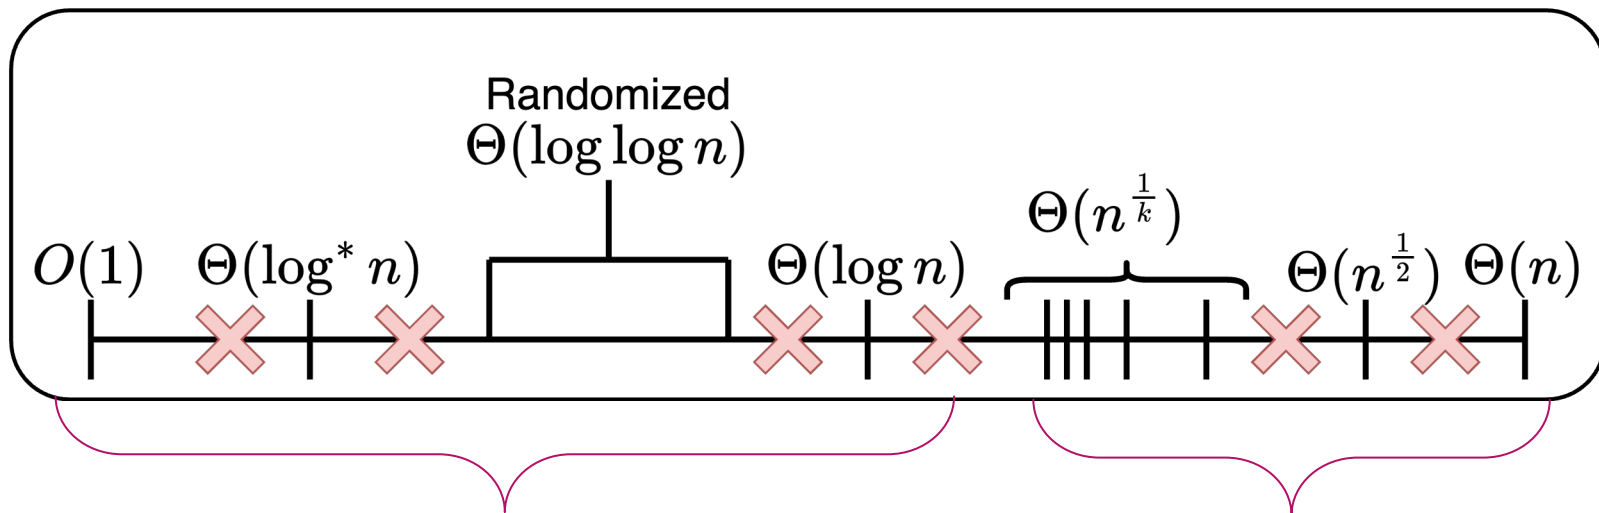 Randomized
Θ(log log n)
Θ(n^{1/k})
O(1) Θ(log* n) Θ(log n) Θ(n^{1/2}) Θ(n)